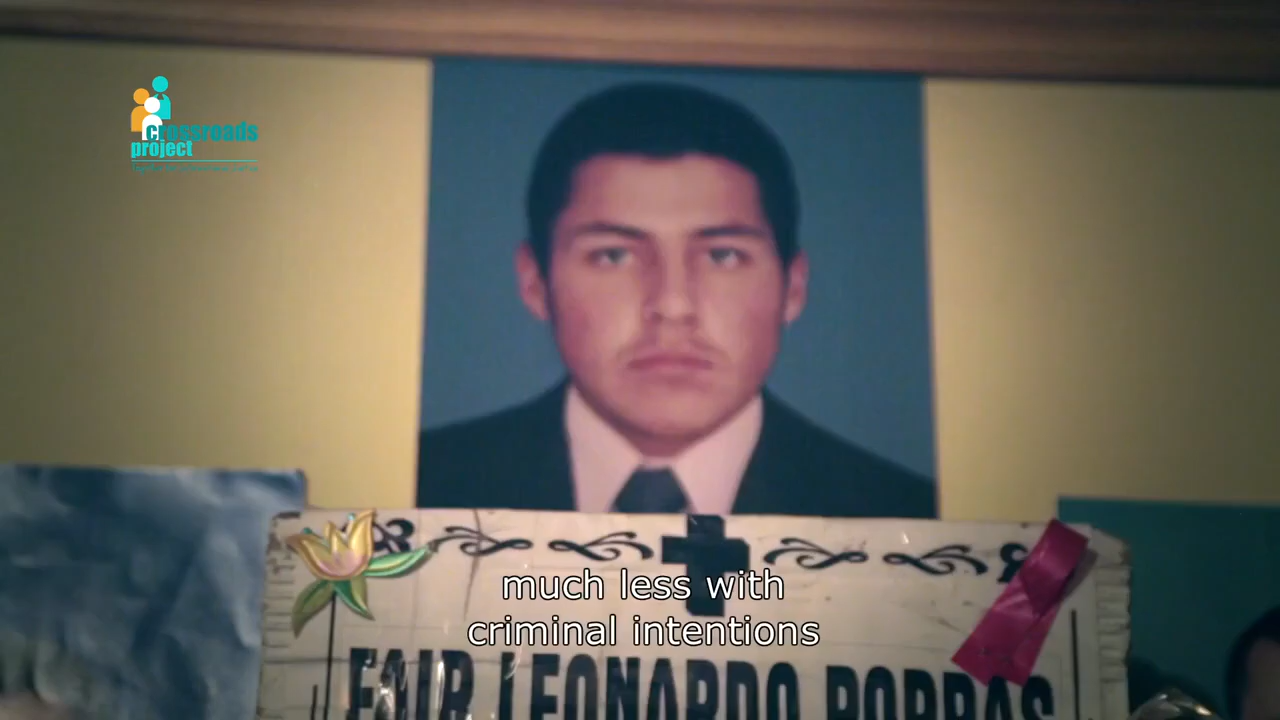 crossroads
project
much less with
criminal intentions
FAIR LEONARDO PORRAS